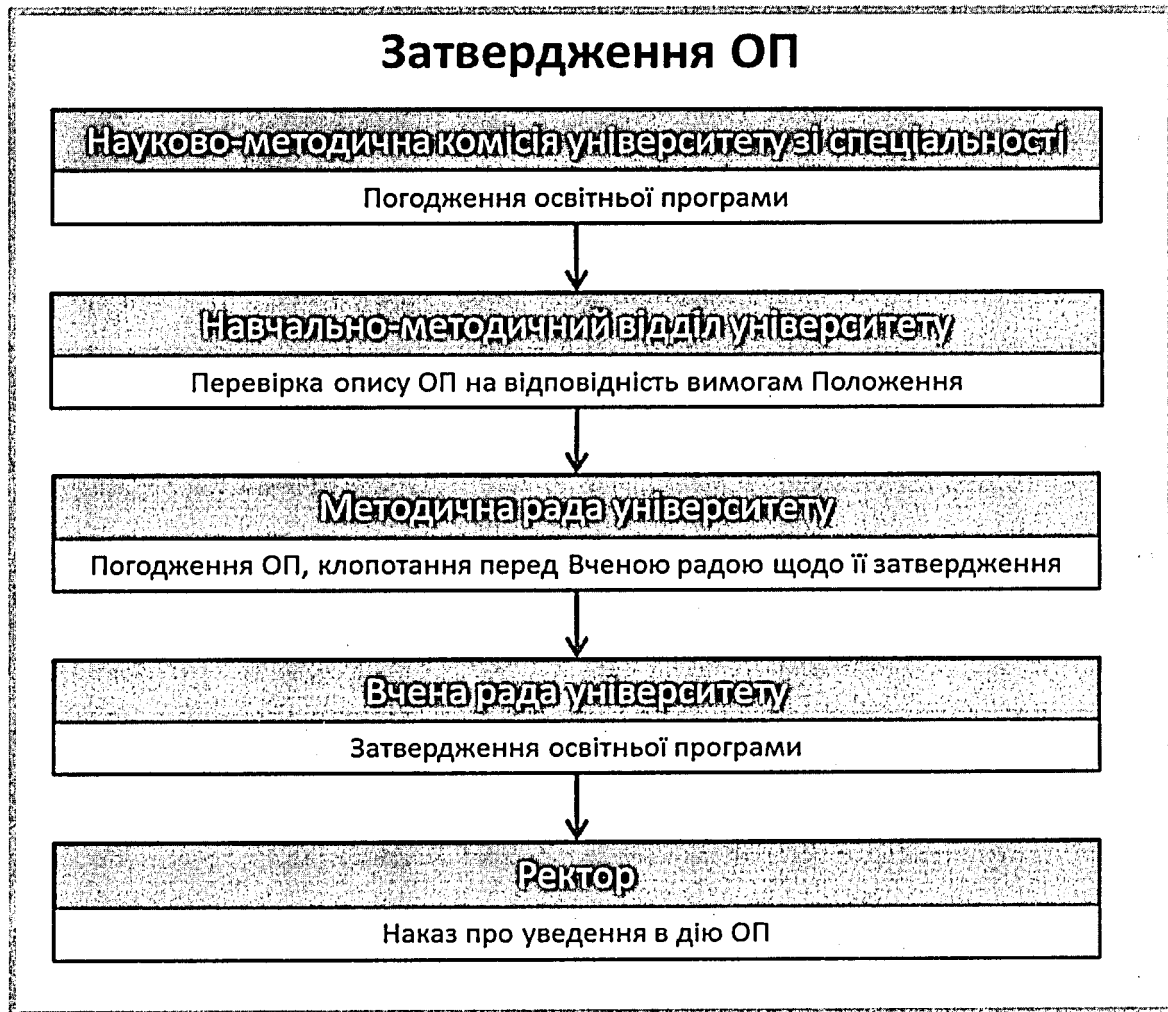 Затвердження ОП
Науково-методична комісія університету зі спеціальності
Погодження освітньої програми
Навчально-методичний відділ університету
Перевірка опису ОП на відповідність вимогам Положення
Методична рада університету
Погодження ОП, клопотання перед Вченою радою щодо її затвердження
Вчена рада університету
Затвердження освітньої програми
Ректор
Наказ про уведення в дію ОП